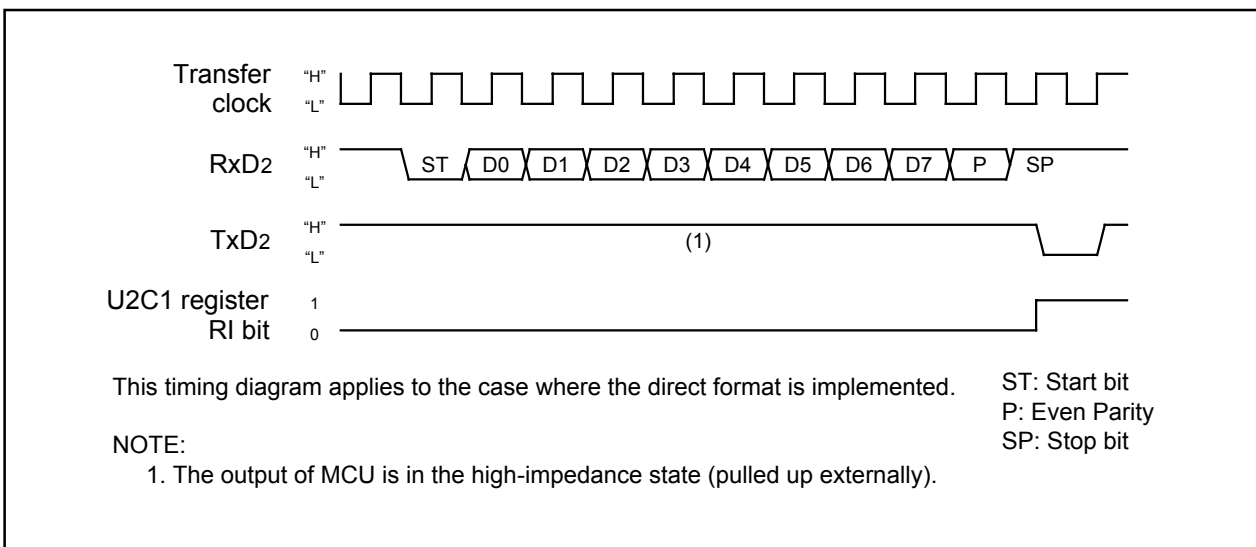 Transfer
clock
“H”
“L”
RxD2
“H”
“L”
ST D0 D1 D2 D3 D4 D5 D6 D7 P SP
TxD2
“H”
“L”
(1)
U2C1 register
RI bit
1
0
This timing diagram applies to the case where the direct format is implemented.
ST: Start bit
P: Even Parity
SP: Stop bit
NOTE:
1. The output of MCU is in the high-impedance state (pulled up externally).